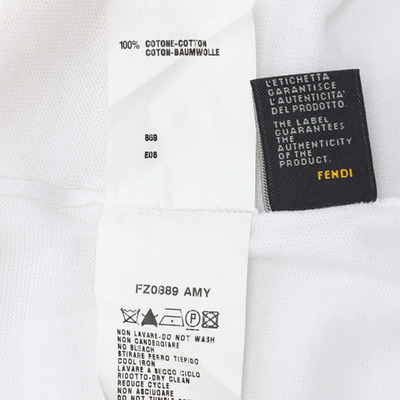 100% COTONE-COTTON
COTON-BAUMWOLLE
869
E06
L'ETICHETTA
GARANTISCE
L'AUTENTICITA'
DEL PRODOTTO.
THE LABEL
GUARANTEES
THE
AUTHENTICITY
OF THE
PRODUCT.
FENDI
FZ0889 AMY
NON LAVARE-DO NOT WASH
NON CANDEGGIARE
NO BLEACH
STIRARE FERRO TIEPIDO
COOL IRON
LAVARE A SECCO CICLO
RIDOTTO-DRY CLEAN
REDUCE CYCLE
NON ASCIUGARE